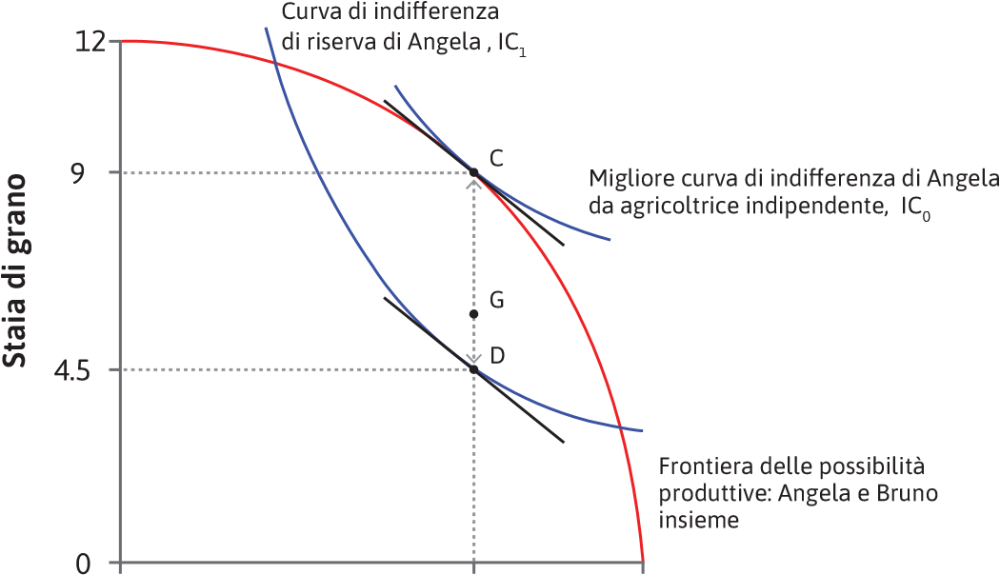 Curva di indifferenza
di riserva di Angela , IC1
12
C
9
Migliore curva di indifferenza di Angela
da agricoltrice indipendente, IC0
Staia di grano
G
D
4.5
Frontiera delle possibilità
produttive: Angela e Bruno
insieme
0